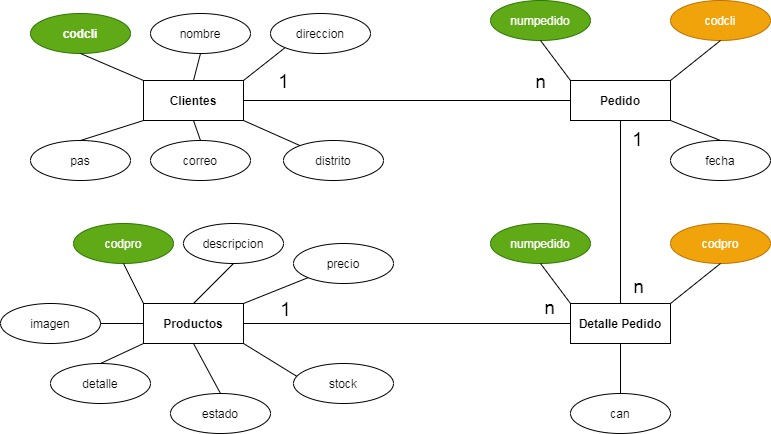 codcli
nombre
direccion
numpedido
codcli
1
n
Clientes
Pedido
1
pas
correo
distrito
fecha
codpro
descripcion
numpedido
codpro
precio
n
1
n
imagen
Productos
Detalle Pedido
detalle
stock
estado
can